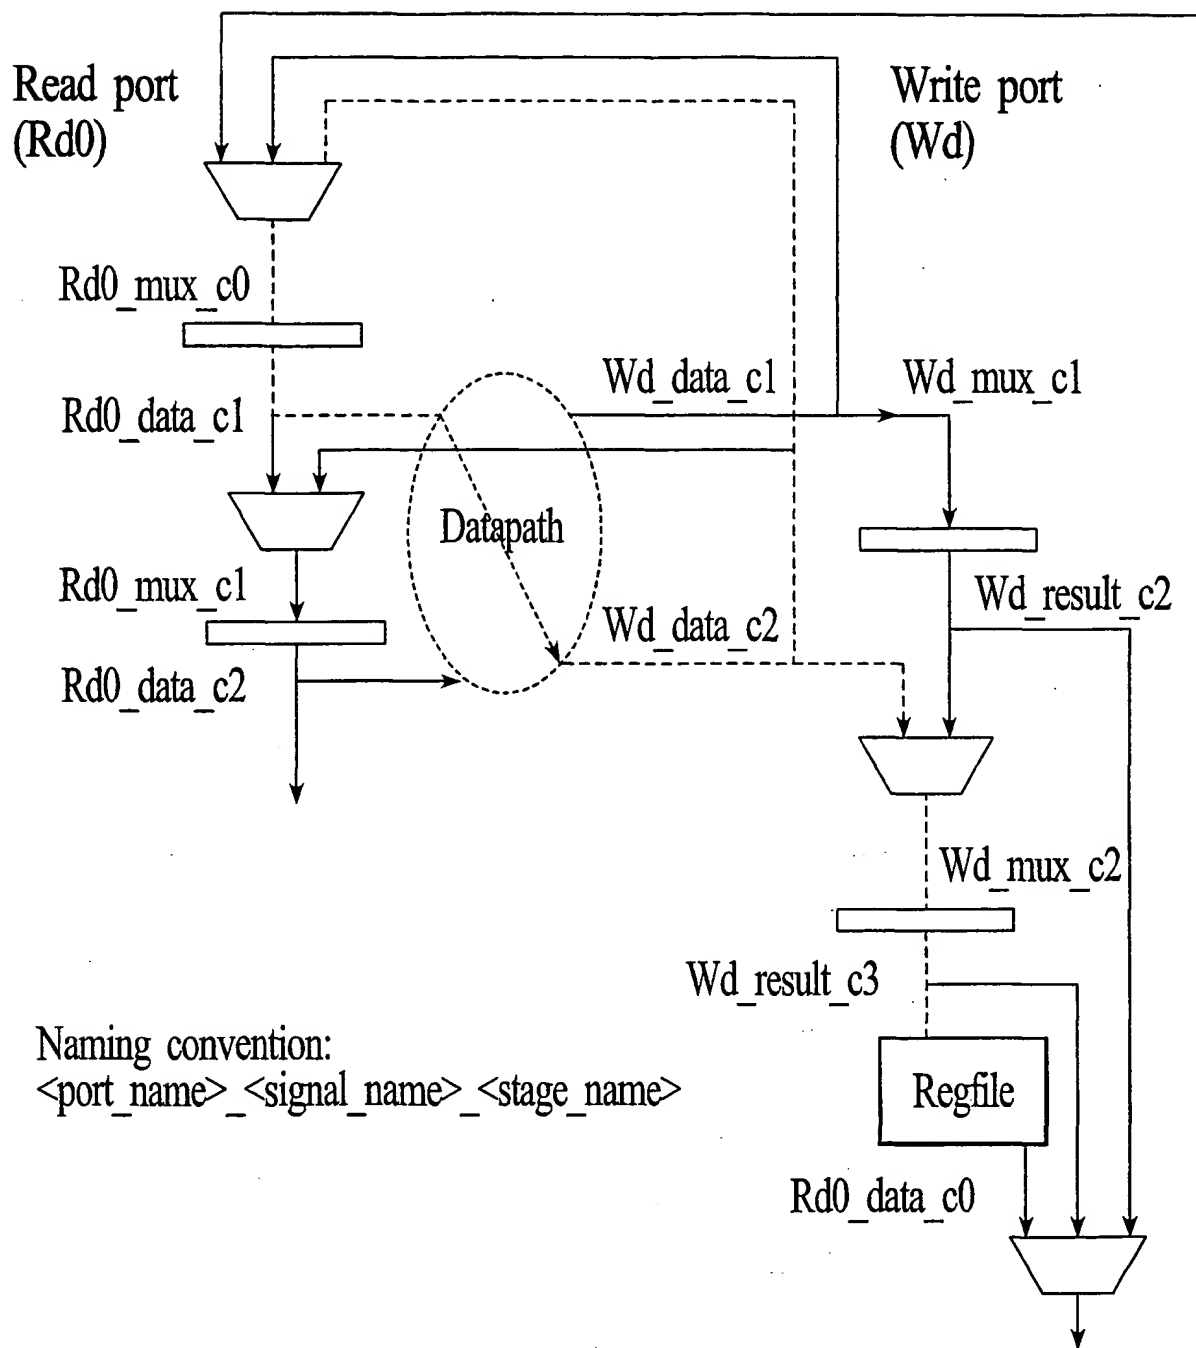 Read port
(Rd0)
Write port
(Wd)
Rd0_mux_c0
Wd_data_c1
Wd_mux_c1
Rd0_data_c1
Datapath
Rd0_mux_c1
Wd_result_c2
Wd_data_c2
Rd0_data_c2
Wd_mux_c2
Wd_result_c3
Naming convention:
<port_name>_<signal_name>_<stage_name>
Regfile
Rd0_data_c0